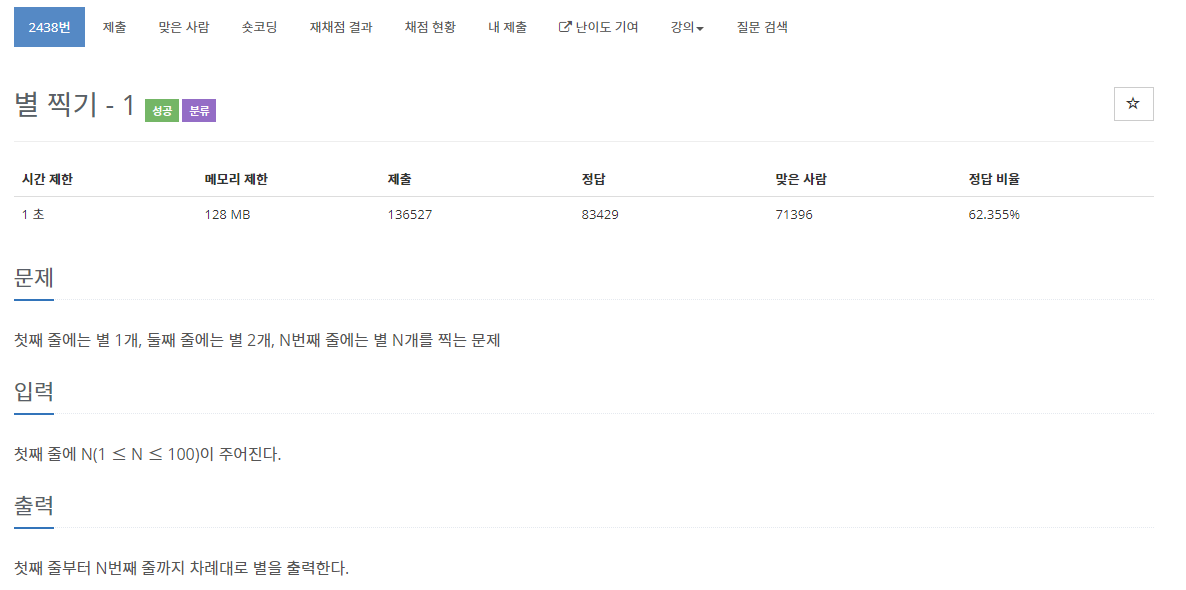 2438번 제출 맞은 사람 숏코딩 재채점 결과 채점 현황 내 제출 난이도 기여 강의 질문 검색
별 찍기 - 1 성공 분류
시간 제한 메모리 제한 제출 정답 맞은 사람 정답 비율
1 초 128 MB 136527 83429 71396 62.355%
문제
첫째 줄에는 별 1개, 둘째 줄에는 별 2개, N번째 줄에는 별 N개를 찍는 문제
입력
첫째 줄에 N(1 ≤ N ≤ 100)이 주어진다.
출력
첫째 줄부터 N번째 줄까지 차례대로 별을 출력한다.